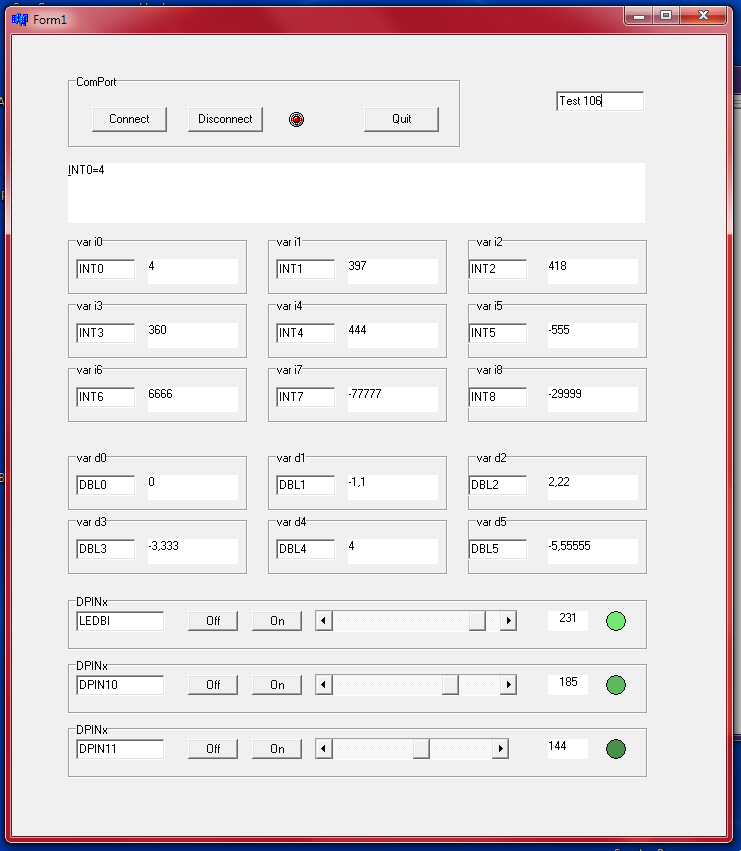 Form1
ComPort
Connect Disconnect Quit
Test 106
INT0=4
var i0 var i1 var i2
INT0 4 INT1 397 INT2 418
var i3 var i4 var i5
INT3 360 INT4 444 INT5 -555
var i6 var i7 var i8
INT6 6666 INT7 -77777 INT8 -29999
var d0 var d1 var d2
DBL0 0 DBL1 -1,1 DBL2 2,22
var d3 var d4 var d5
DBL3 -3,333 DBL4 4 DBL5 -5,55555
DPINx
LEDBI Off On 231
DPINx
DPIN10 Off On 185
DPINx
DPIN11 Off On 144